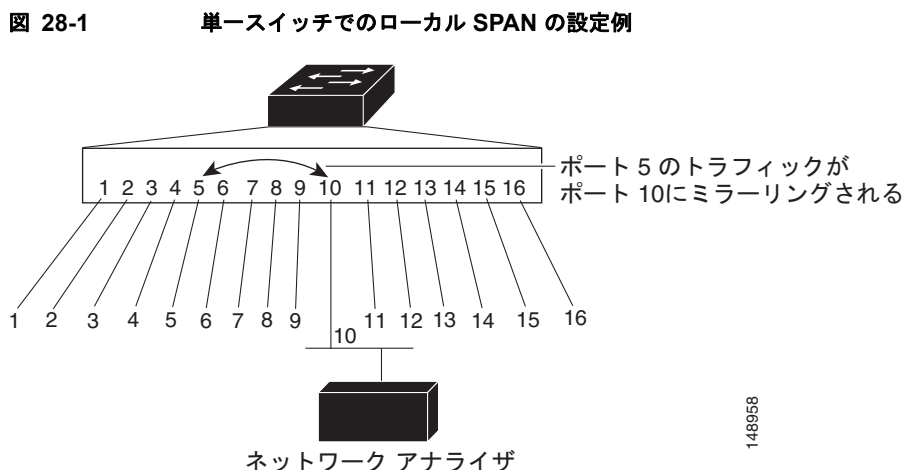 図 28-1 単一スイッチでのローカル SPAN の設定例
ポート 5 のトラフィックが
ポート 10にミラーリングされる
1 2 3 4 5 6 7 8 9 10 11 12 13 14 15 16
1 2 3 4 5 6 7 8 9 11 12 13 14 15 16
10
ネットワーク アナライザ
148958